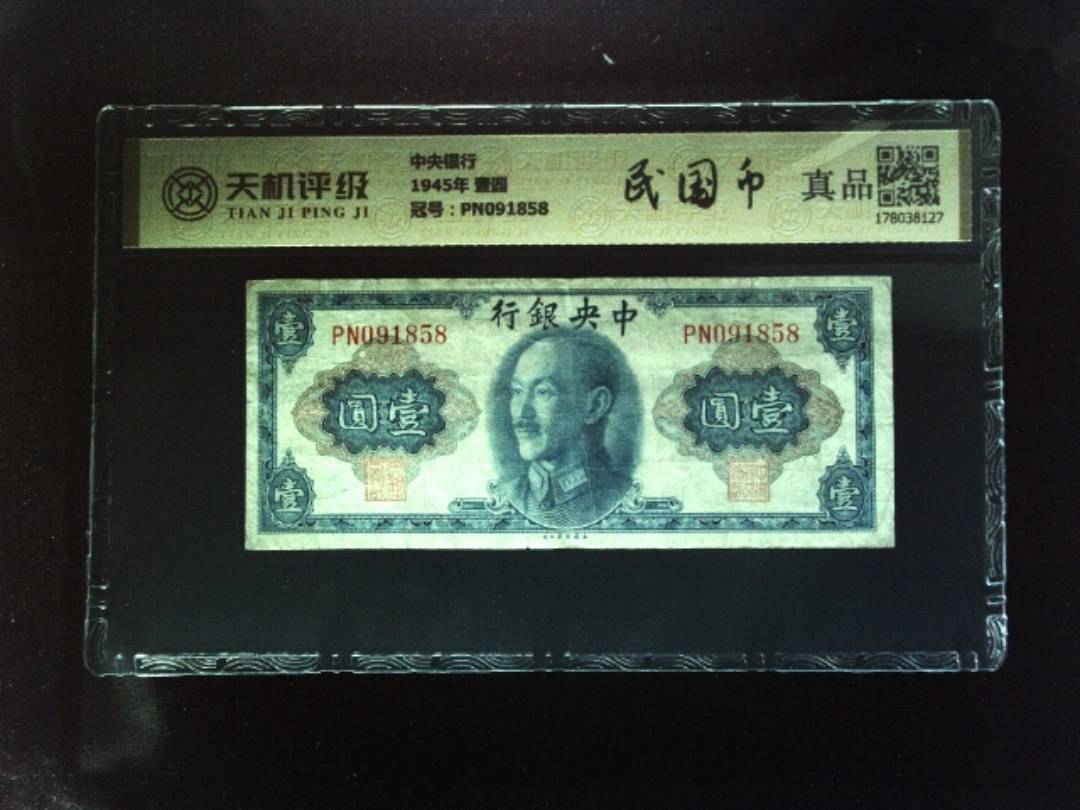 天机评级
TIAN JI PING JI
中央银行
1945年 壹圆
冠号：PN091858
民国币
真品
178038127
行銀央中
PN091858
PN091858
壹
壹
圓壹
圓壹
壹
壹